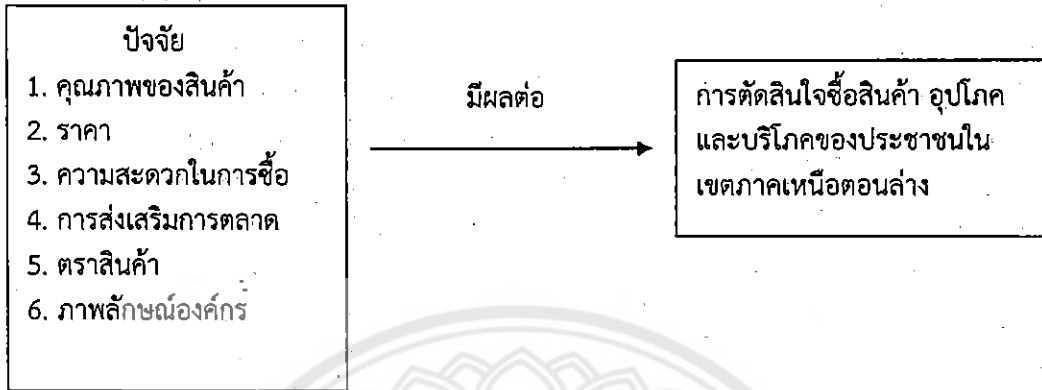 ปัจจัย
1. คุณภาพของสินค้า
2. ราคา
3. ความสะดวกในการซื้อ
4. การส่งเสริมการตลาด
5. ตราสินค้า
6. ภาพลักษณ์องค์กร
มีผลต่อ
การตัดสินใจซื้อสินค้า อุปโภค
และบริโภคของประชาชนใน
เขตภาคเหนือตอนล่าง